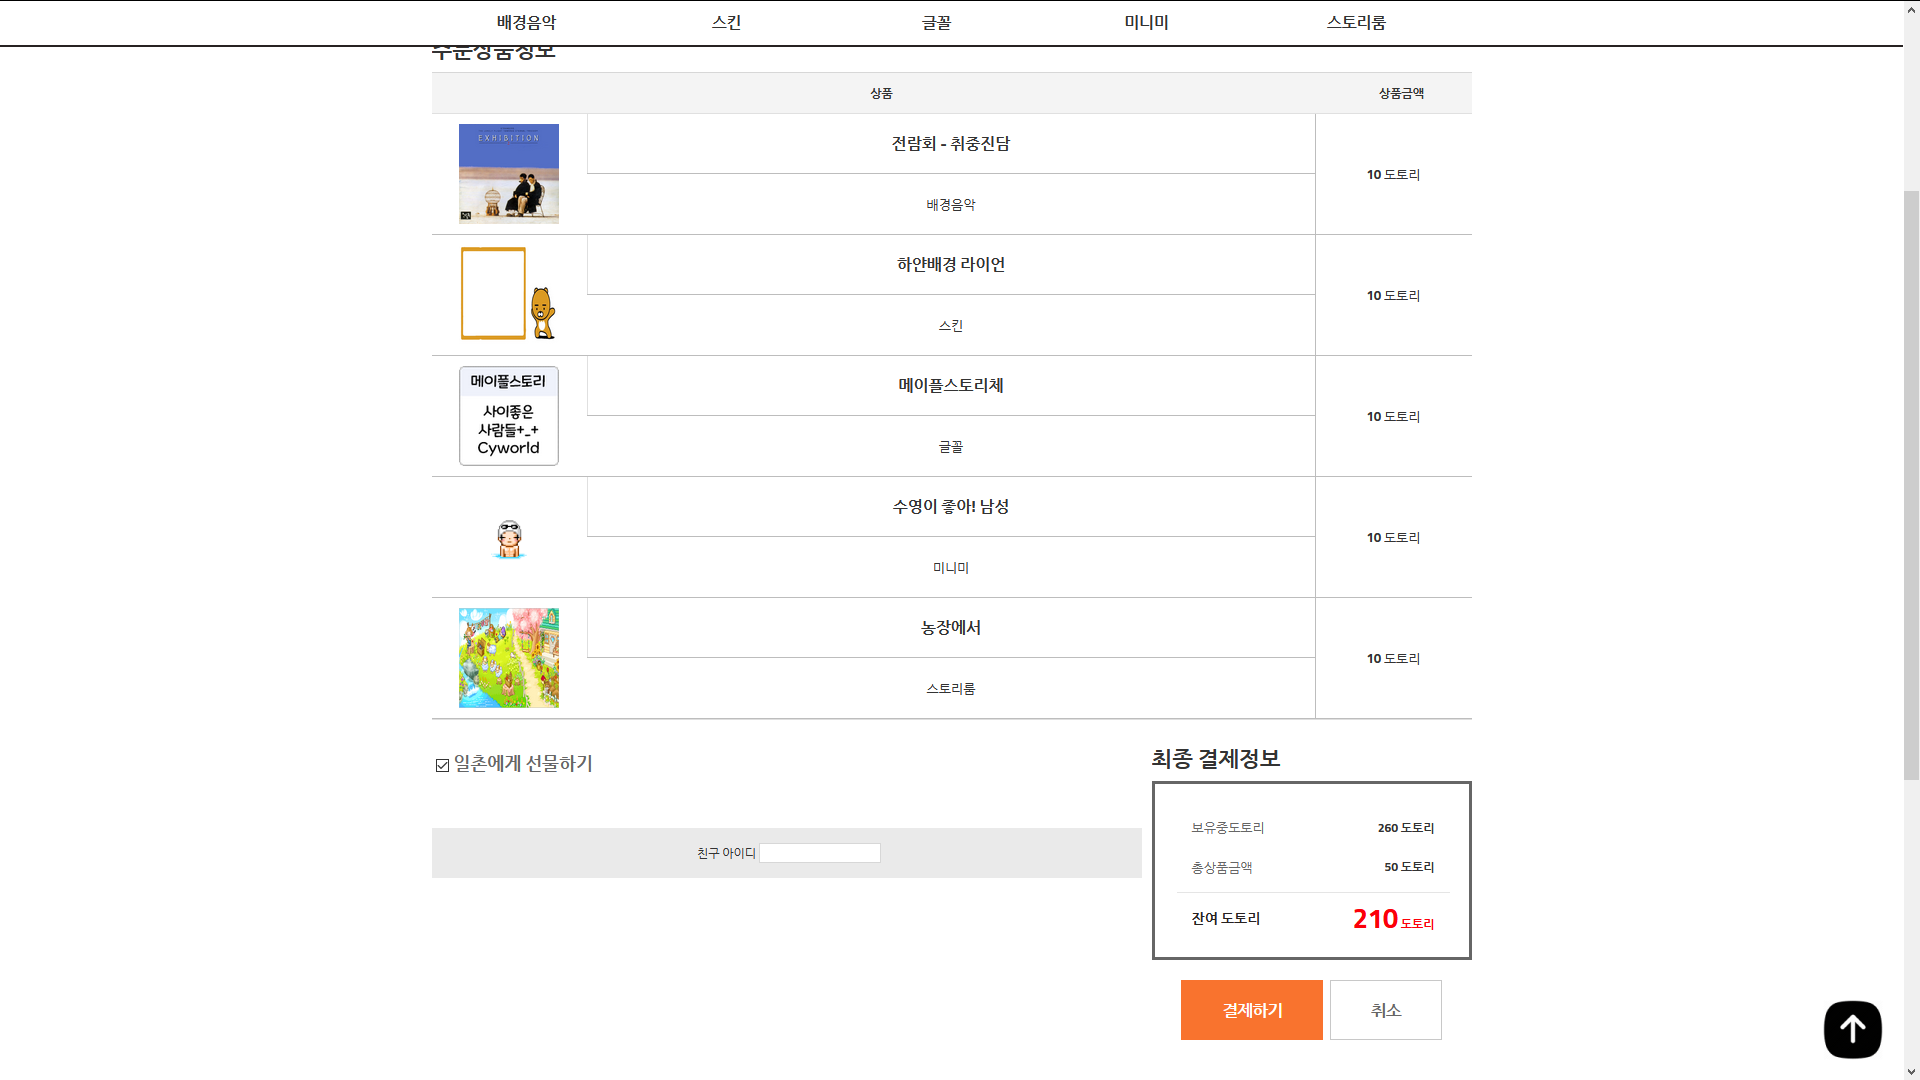 배경음악 스킨 글꼴 미니미 스토리룸
주문상품정보
상품 상품금액
EXHIBITION
전람회 - 취중진담
배경음악
10 도토리
하얀배경 라이언
스킨
10 도토리
메이플스토리
사이좋은
사람들+_+
Cyworld
메이플스토리체
글꼴
10 도토리
수영이 좋아! 남성
미니미
10 도토리
농장에서
스토리룸
10 도토리
일촌에게 선물하기
친구 아이디
최종 결제정보
보유중도토리 260 도토리
총상품금액 50 도토리
잔여 도토리 210 도토리
결제하기 취소